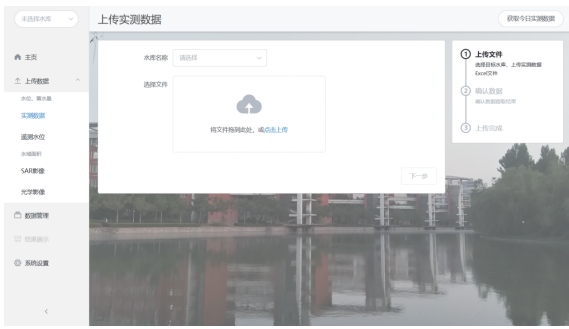 未选择水库
上传实测数据
获取今日实测数据
主页
上传数据
水位、蓄水量
实测数据
遥测水位
水域面积
SAR影像
光学影像
数据管理
结果展示
系统设置
水库名称
请选择
选择文件
将文件拖到此处，或点击上传
下一步
1
上传文件
选择目标水库，上传实测数据
Excel文件
2
确认数据
确认数据提取结果
3
上传完成